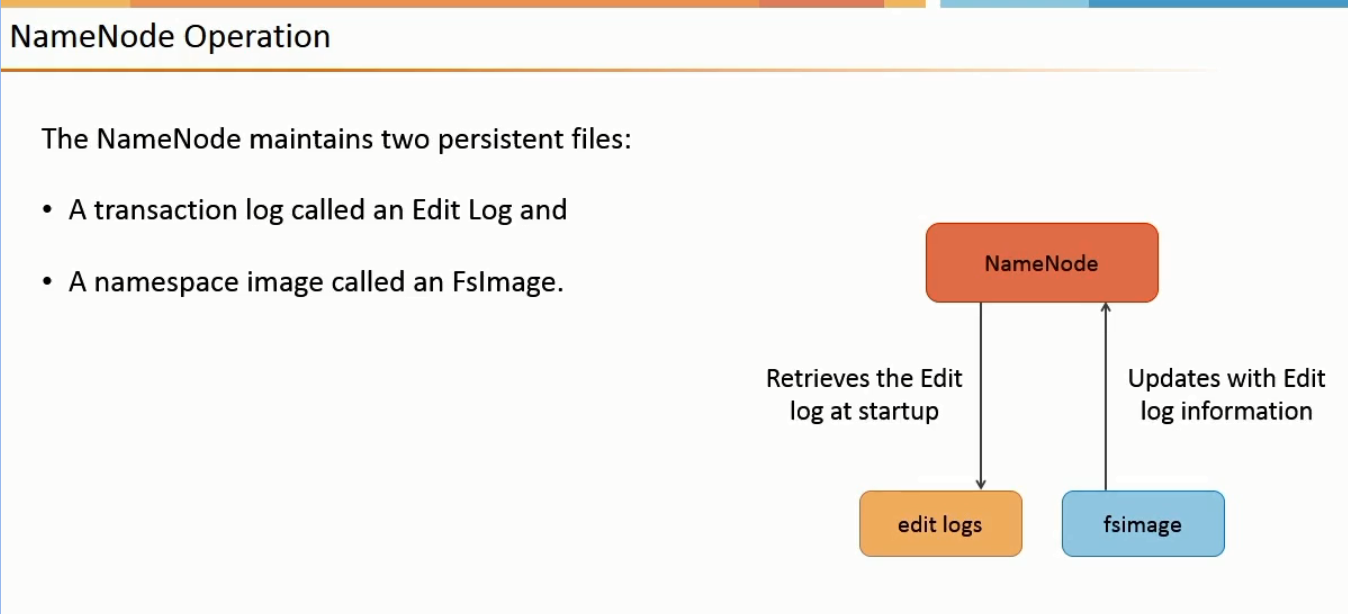 NameNode Operation
The NameNode maintains two persistent files:
• A transaction log called an Edit Log and
• A namespace image called an FsImage.
NameNode
Retrieves the Edit
log at startup
Updates with Edit
log information
edit logs
fsimage